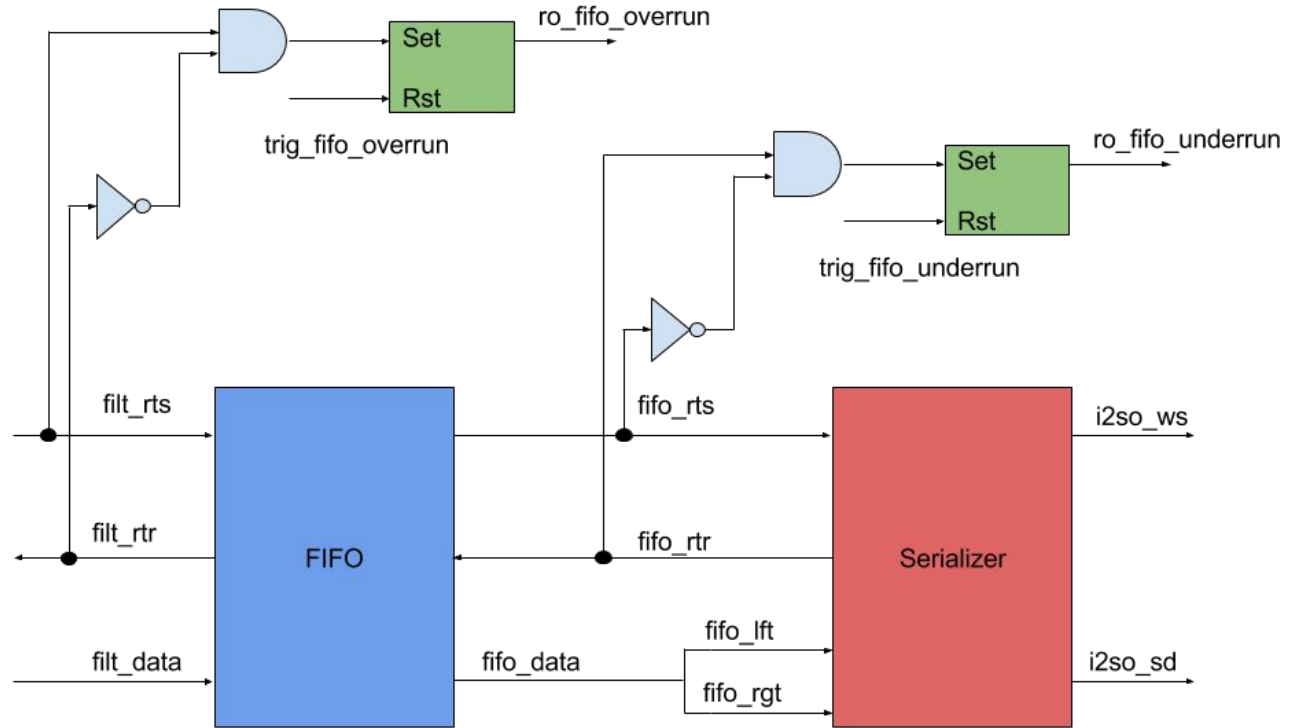 ro_fifo_overrun
Set
Rst
trig_fifo_overrun
ro_fifo_underrun
Set
Rst
trig_fifo_underrun
filt_rts
fifo_rts
i2so_ws
filt_rtr
FIFO
fifo_rtr
Serializer
filt_data
fifo_data
fifo_lft
fifo_rgt
i2so_sd